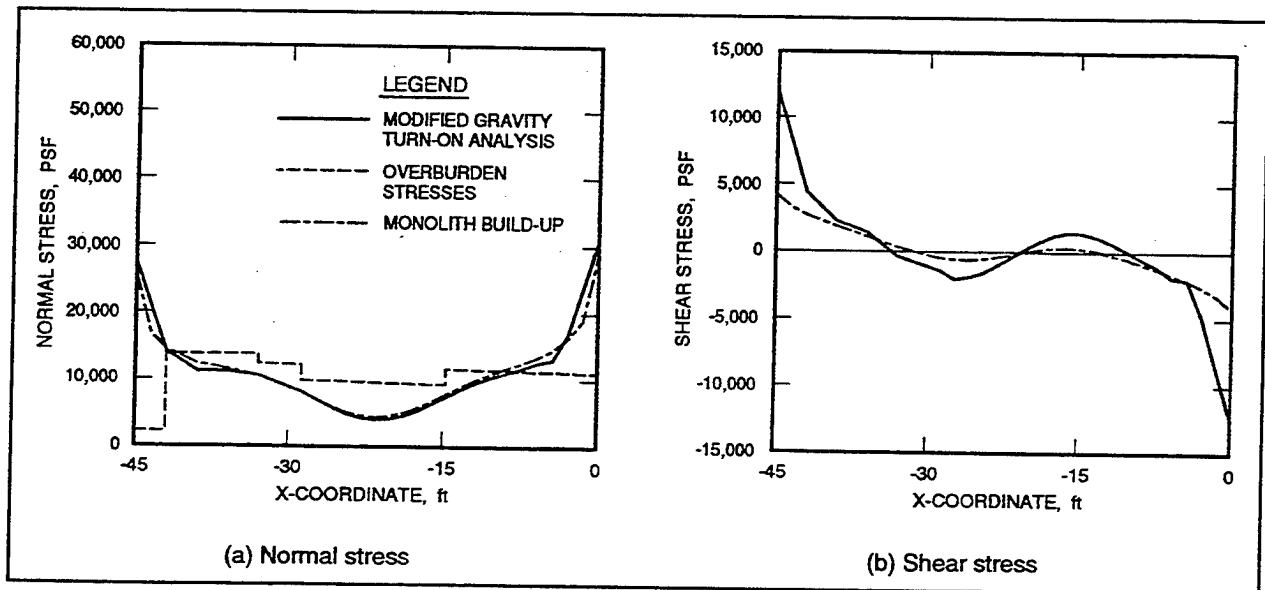 60,000
50,000
40,000
30,000
20,000
10,000
0
NORMAL STRESS, PSF
LEGEND
MODIFIED GRAVITY
TURN-ON ANALYSIS
OVERBURDEN
STRESSES
MONOLITH BUILD-UP
-45
-30
-15
0
X-COORDINATE, ft
(a) Normal stress
15,000
10,000
5,000
0
-5,000
-10,000
-15,000
SHEAR STRESS, PSF
-45
-30
-15
0
X-COORDINATE, ft
(b) Shear stress